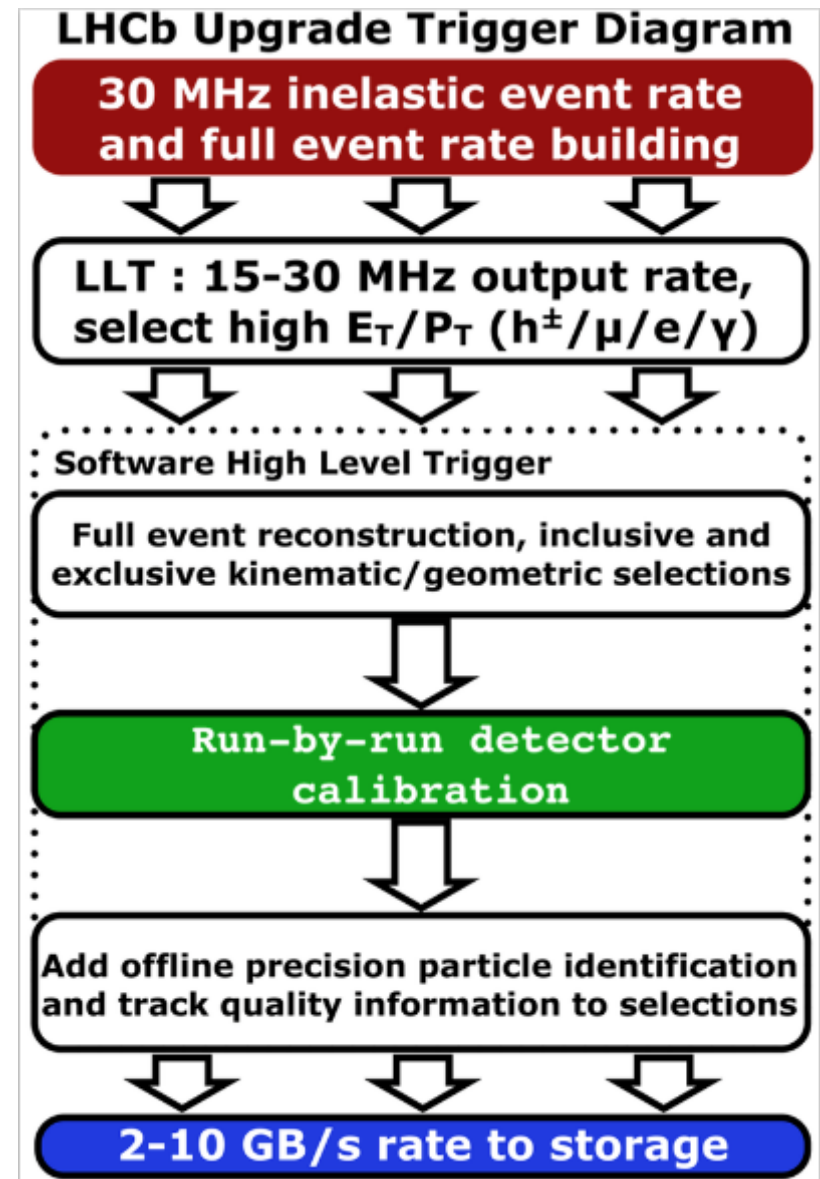 LHCb Upgrade Trigger Diagram
30 MHz inelastic event rate
and full event rate building
LLT : 15-30 MHz output rate,
select high Eᴛ/Pᴛ (h±/μ/e/γ)
Software High Level Trigger
Full event reconstruction, inclusive and
exclusive kinematic/geometric selections
Run-by-run detector
calibration
Add offline precision particle identification
and track quality information to selections
2-10 GB/s rate to storage